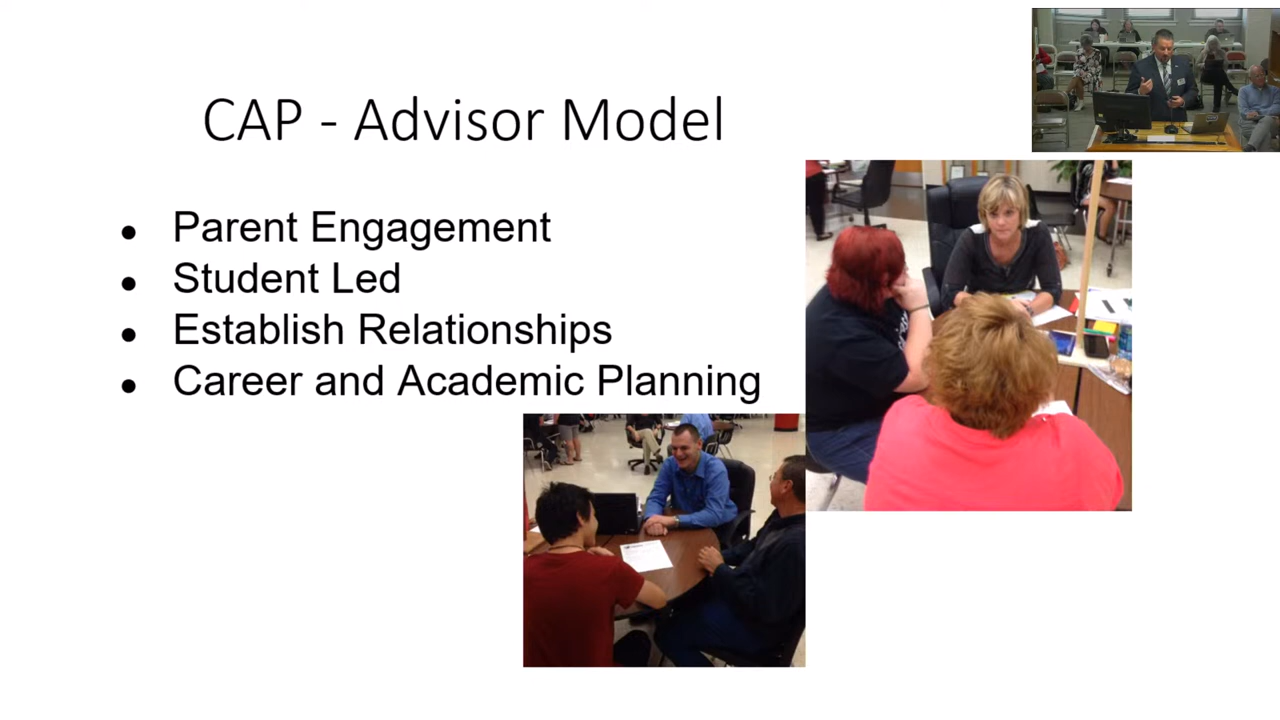 CAP - Advisor Model
● Parent Engagement
● Student Led
● Establish Relationships
● Career and Academic Planning